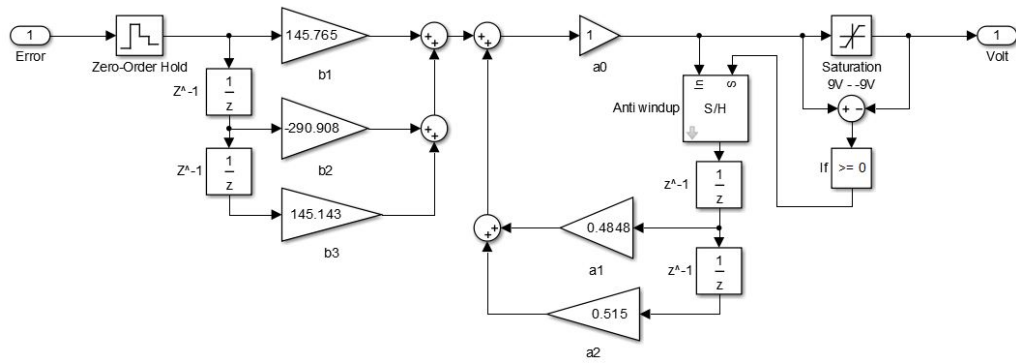 1
Error
Zero-Order Hold
Z^-1
1
z
Z^-1
1
z
145.765
b1
-290.908
b2
145.143
b3
1
a0
Anti windup
In
S
S/H
z^-1
1
z
z^-1
1
z
0.4848
a1
0.515
a2
Saturation
9V - -9V
If
>= 0
1
Volt